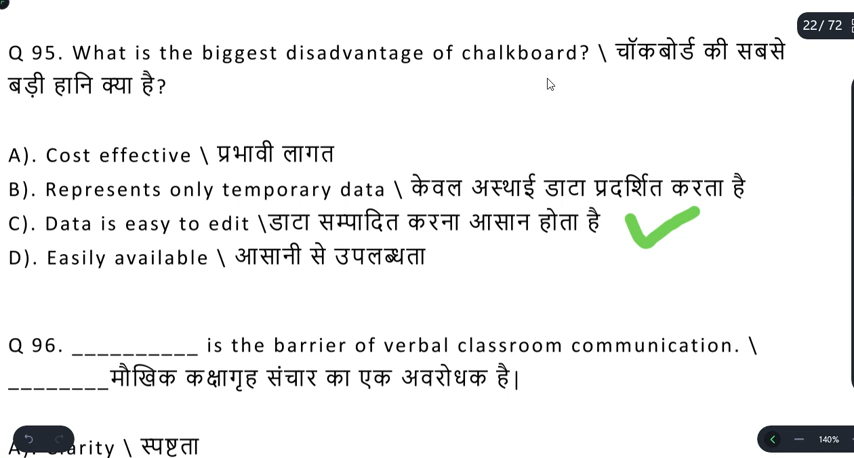 22/ 72
Q 95. What is the biggest disadvantage of chalkboard? \ चॉकबोर्ड की सबसे
बड़ी हानि क्या है?
A). Cost effective \ प्रभावी लागत
B). Represents only temporary data \ केवल अस्थाई डाटा प्रदर्शित करता है
C). Data is easy to edit \डाटा सम्पादित करना आसान होता है
D). Easily available \ आसानी से उपलब्धता
Q 96. __________ is the barrier of verbal classroom communication. \
________मौखिक कक्षागृह संचार का एक अवरोधक है|
\ स्पष्टता
140%